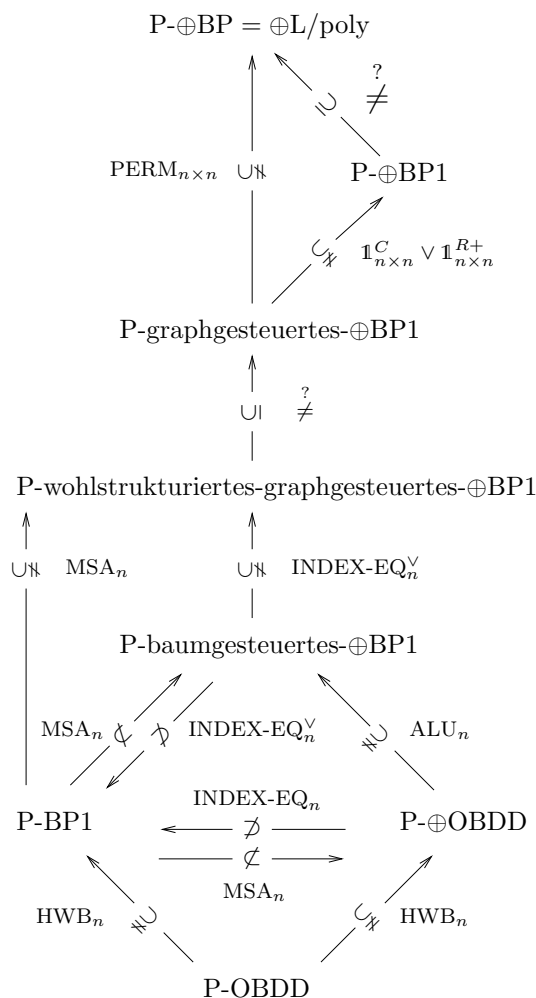 P-⊕BP = ⊕L/poly
?
⊆ ≠
PERM_{n×n} ⊊ P-⊕BP1
⊊ 𝟙^C_{n×n} ∨ 𝟙^{R+}_{n×n}
P-graphgesteuertes-⊕BP1
?
⊆ ≠
P-wohlstrukturiertes-graphgesteuertes-⊕BP1
⊊ MSA_n ⊊ INDEX-EQ^∨_n
P-baumgesteuertes-⊕BP1
MSA_n ⊄ ⊅ INDEX-EQ^∨_n ⊊ ALU_n
INDEX-EQ_n
P-BP1 ⊅ P-⊕OBDD
⊄
MSA_n
HWB_n ⊊ ⊊ HWB_n
P-OBDD